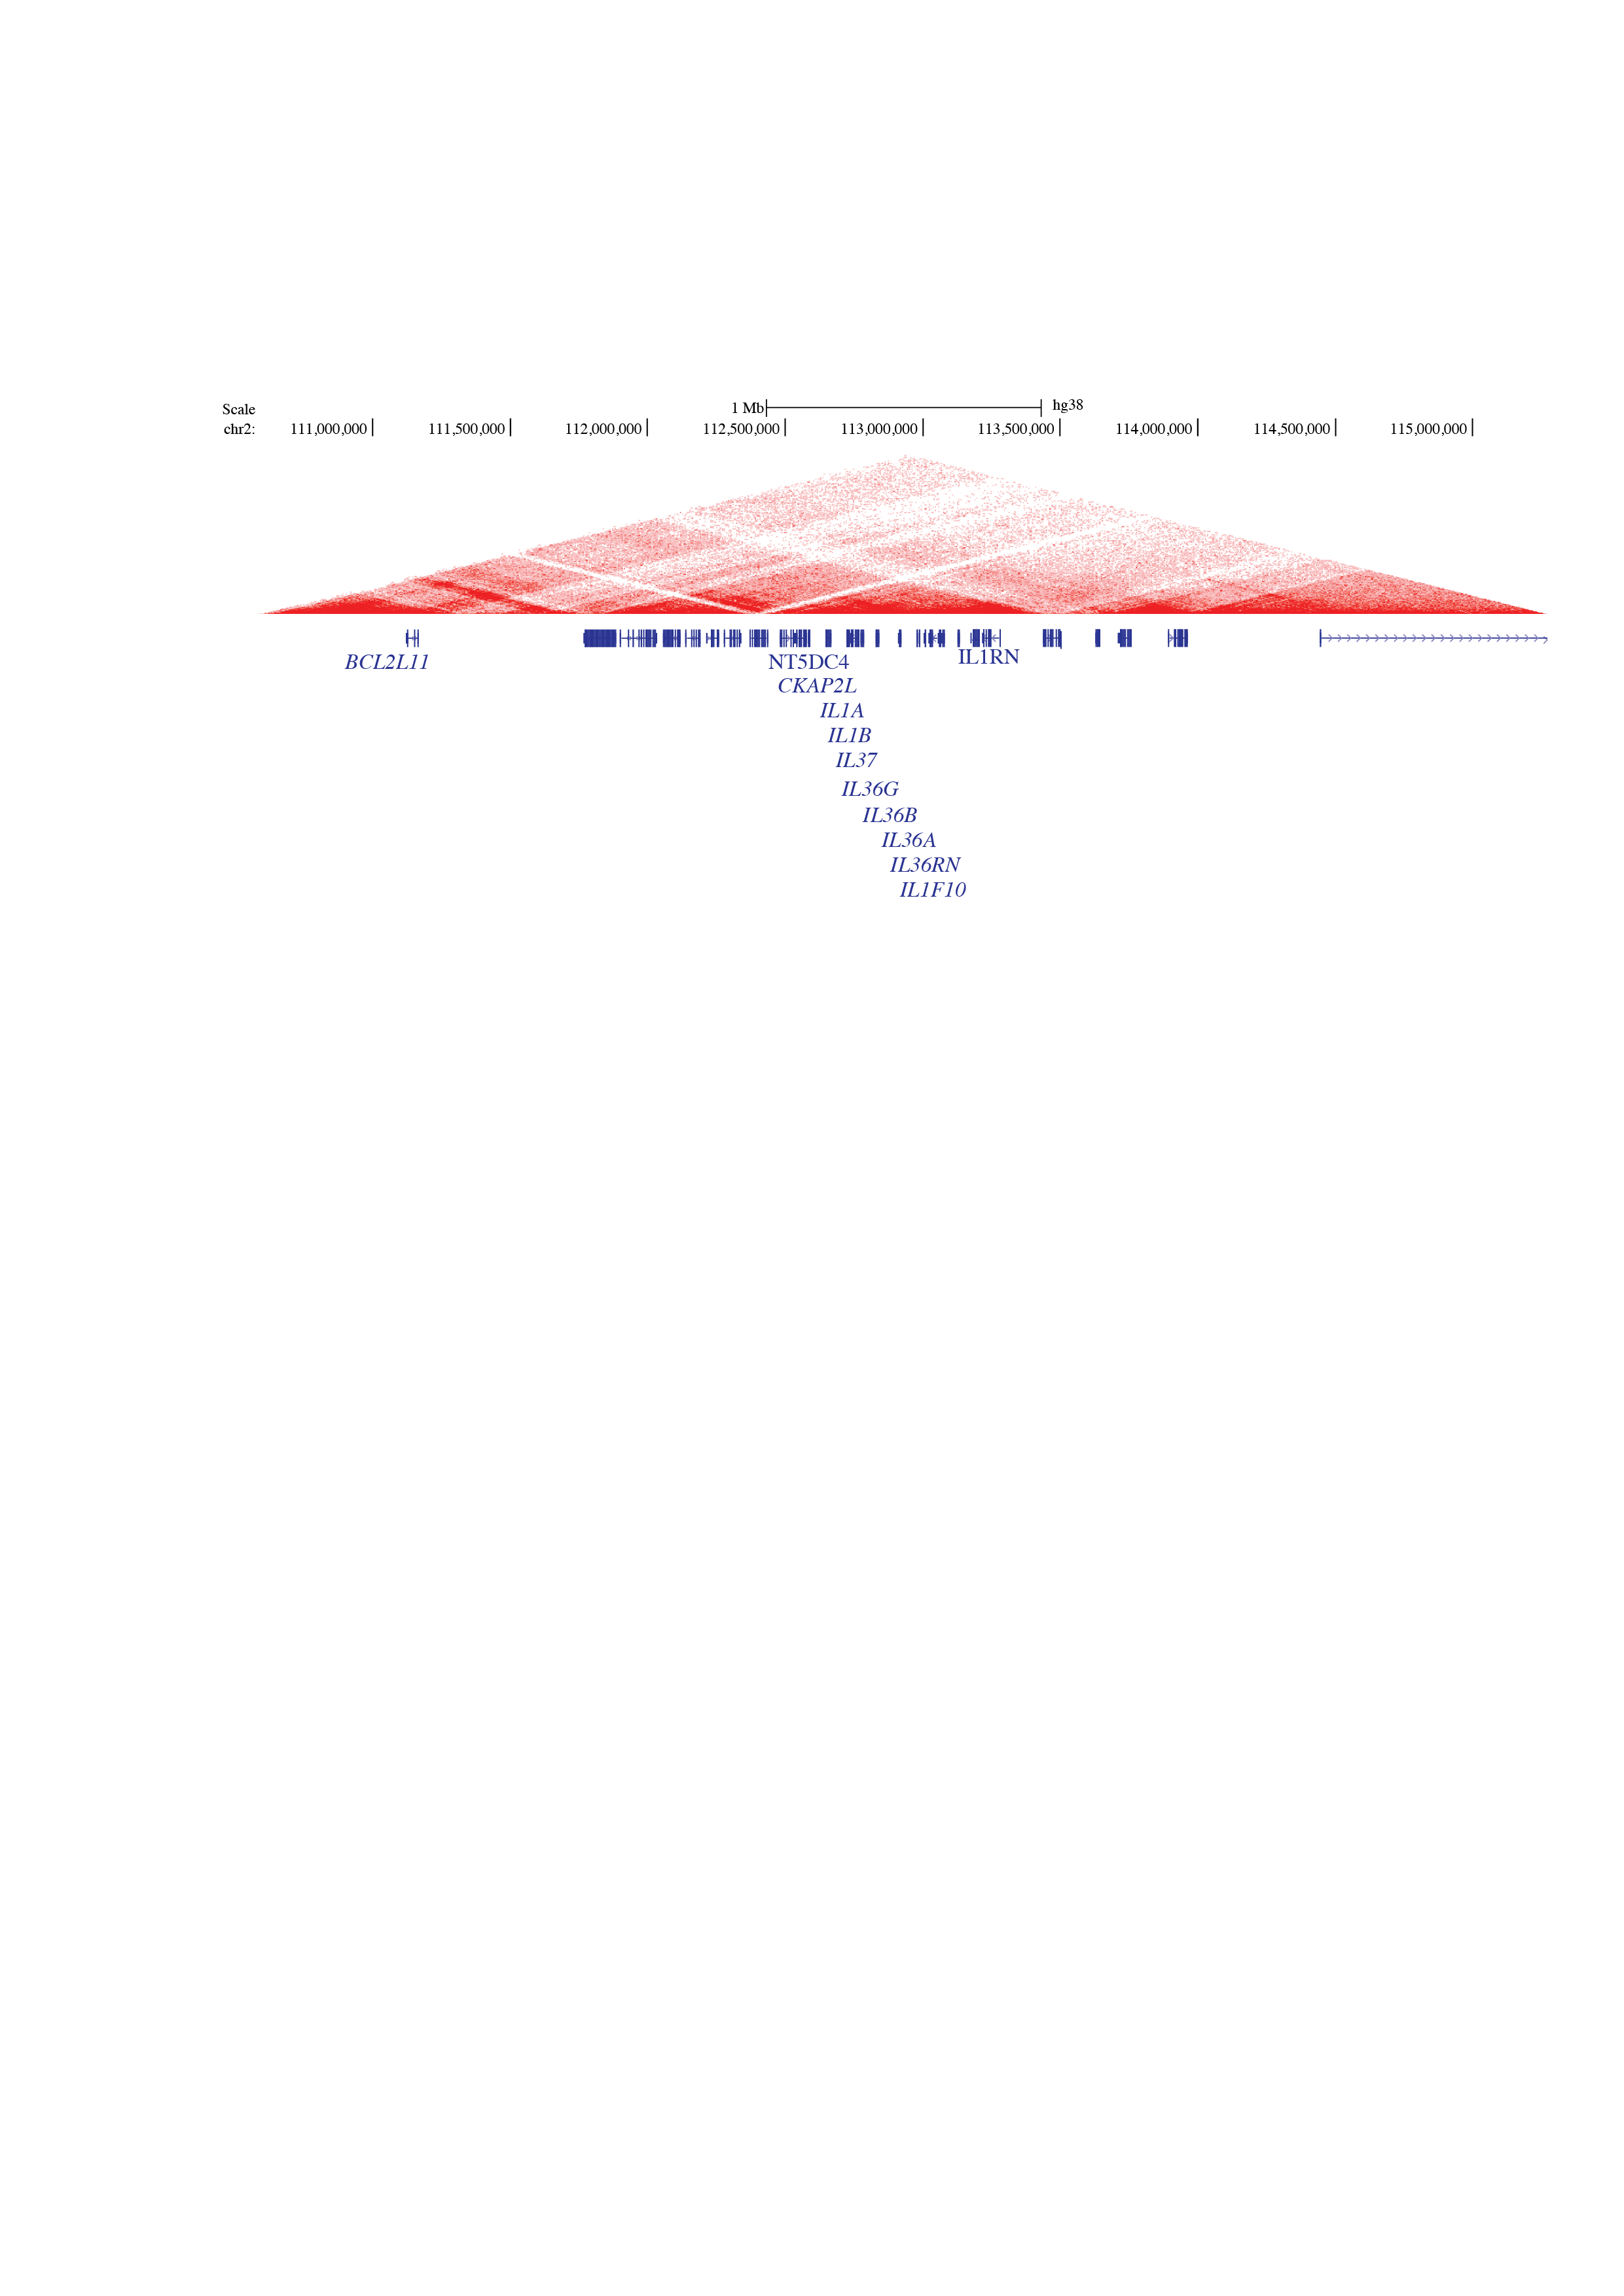 Scale 1 Mb hg38
chr2: 111,000,000 111,500,000 112,000,000 112,500,000 113,000,000 113,500,000 114,000,000 114,500,000 115,000,000
BCL2L11 NT5DC4 IL1RN
CKAP2L
IL1A
IL1B
IL37
IL36G
IL36B
IL36A
IL36RN
IL1F10